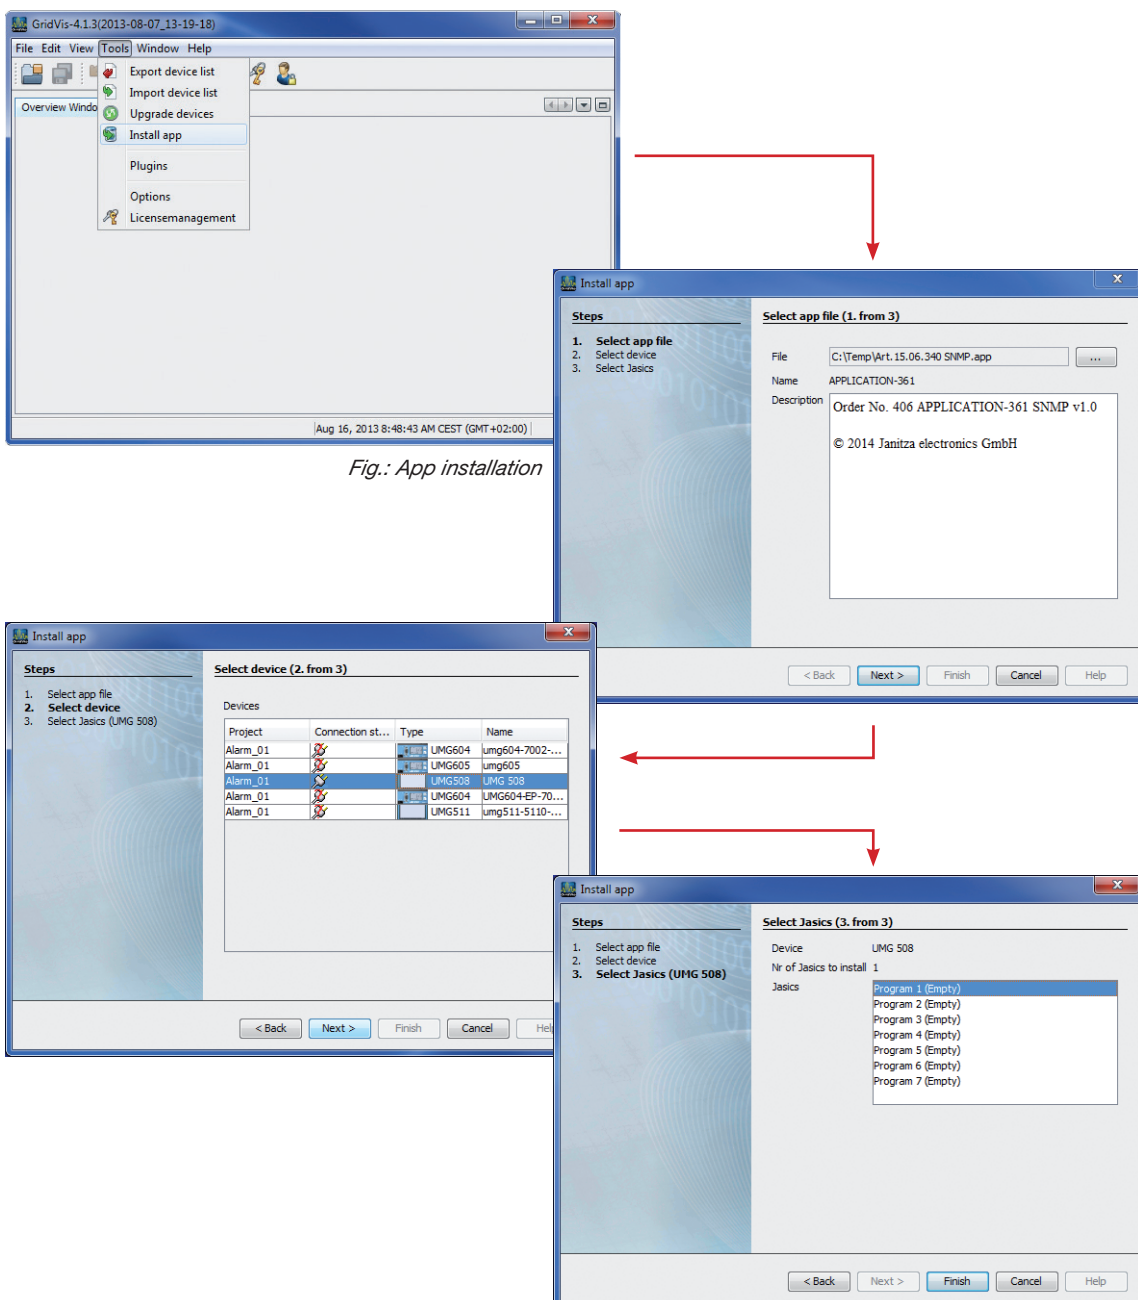 GridVis-4.1.3(2013-08-07_13-19-18)
File Edit View Tools Window Help
Export device list
Import device list
Overview Windo
Upgrade devices
Install app
Plugins
Options
Licensemanagement
Aug 16, 2013 8:48:43 AM CEST (GMT+02:00)
Fig.: App installation
Install app
Steps
1. Select app file
2. Select device
3. Select Jasics
Select app file (1. from 3)
File C:\Temp\Art.15.06.340 SNMP.app ...
Name APPLICATION-361
Description Order No. 406 APPLICATION-361 SNMP v1.0
© 2014 Janitza electronics GmbH
< Back Next > Finish Cancel Help
Install app
Steps
1. Select app file
2. Select device
3. Select Jasics (UMG 508)
Select device (2. from 3)
Devices
Project Connection st... Type Name
Alarm_01 UMG604 umg604-7002-...
Alarm_01 UMG605 umg605
Alarm_01 UMG508 UMG 508
Alarm_01 UMG604 UMG604-EP-70...
Alarm_01 UMG511 umg511-5110-...
< Back Next > Finish Cancel Hel
Install app
Steps
1. Select app file
2. Select device
3. Select Jasics (UMG 508)
Select Jasics (3. from 3)
Device UMG 508
Nr of Jasics to install 1
Jasics Program 1 (Empty)
Program 2 (Empty)
Program 3 (Empty)
Program 4 (Empty)
Program 5 (Empty)
Program 6 (Empty)
Program 7 (Empty)
< Back Next > Finish Cancel Help